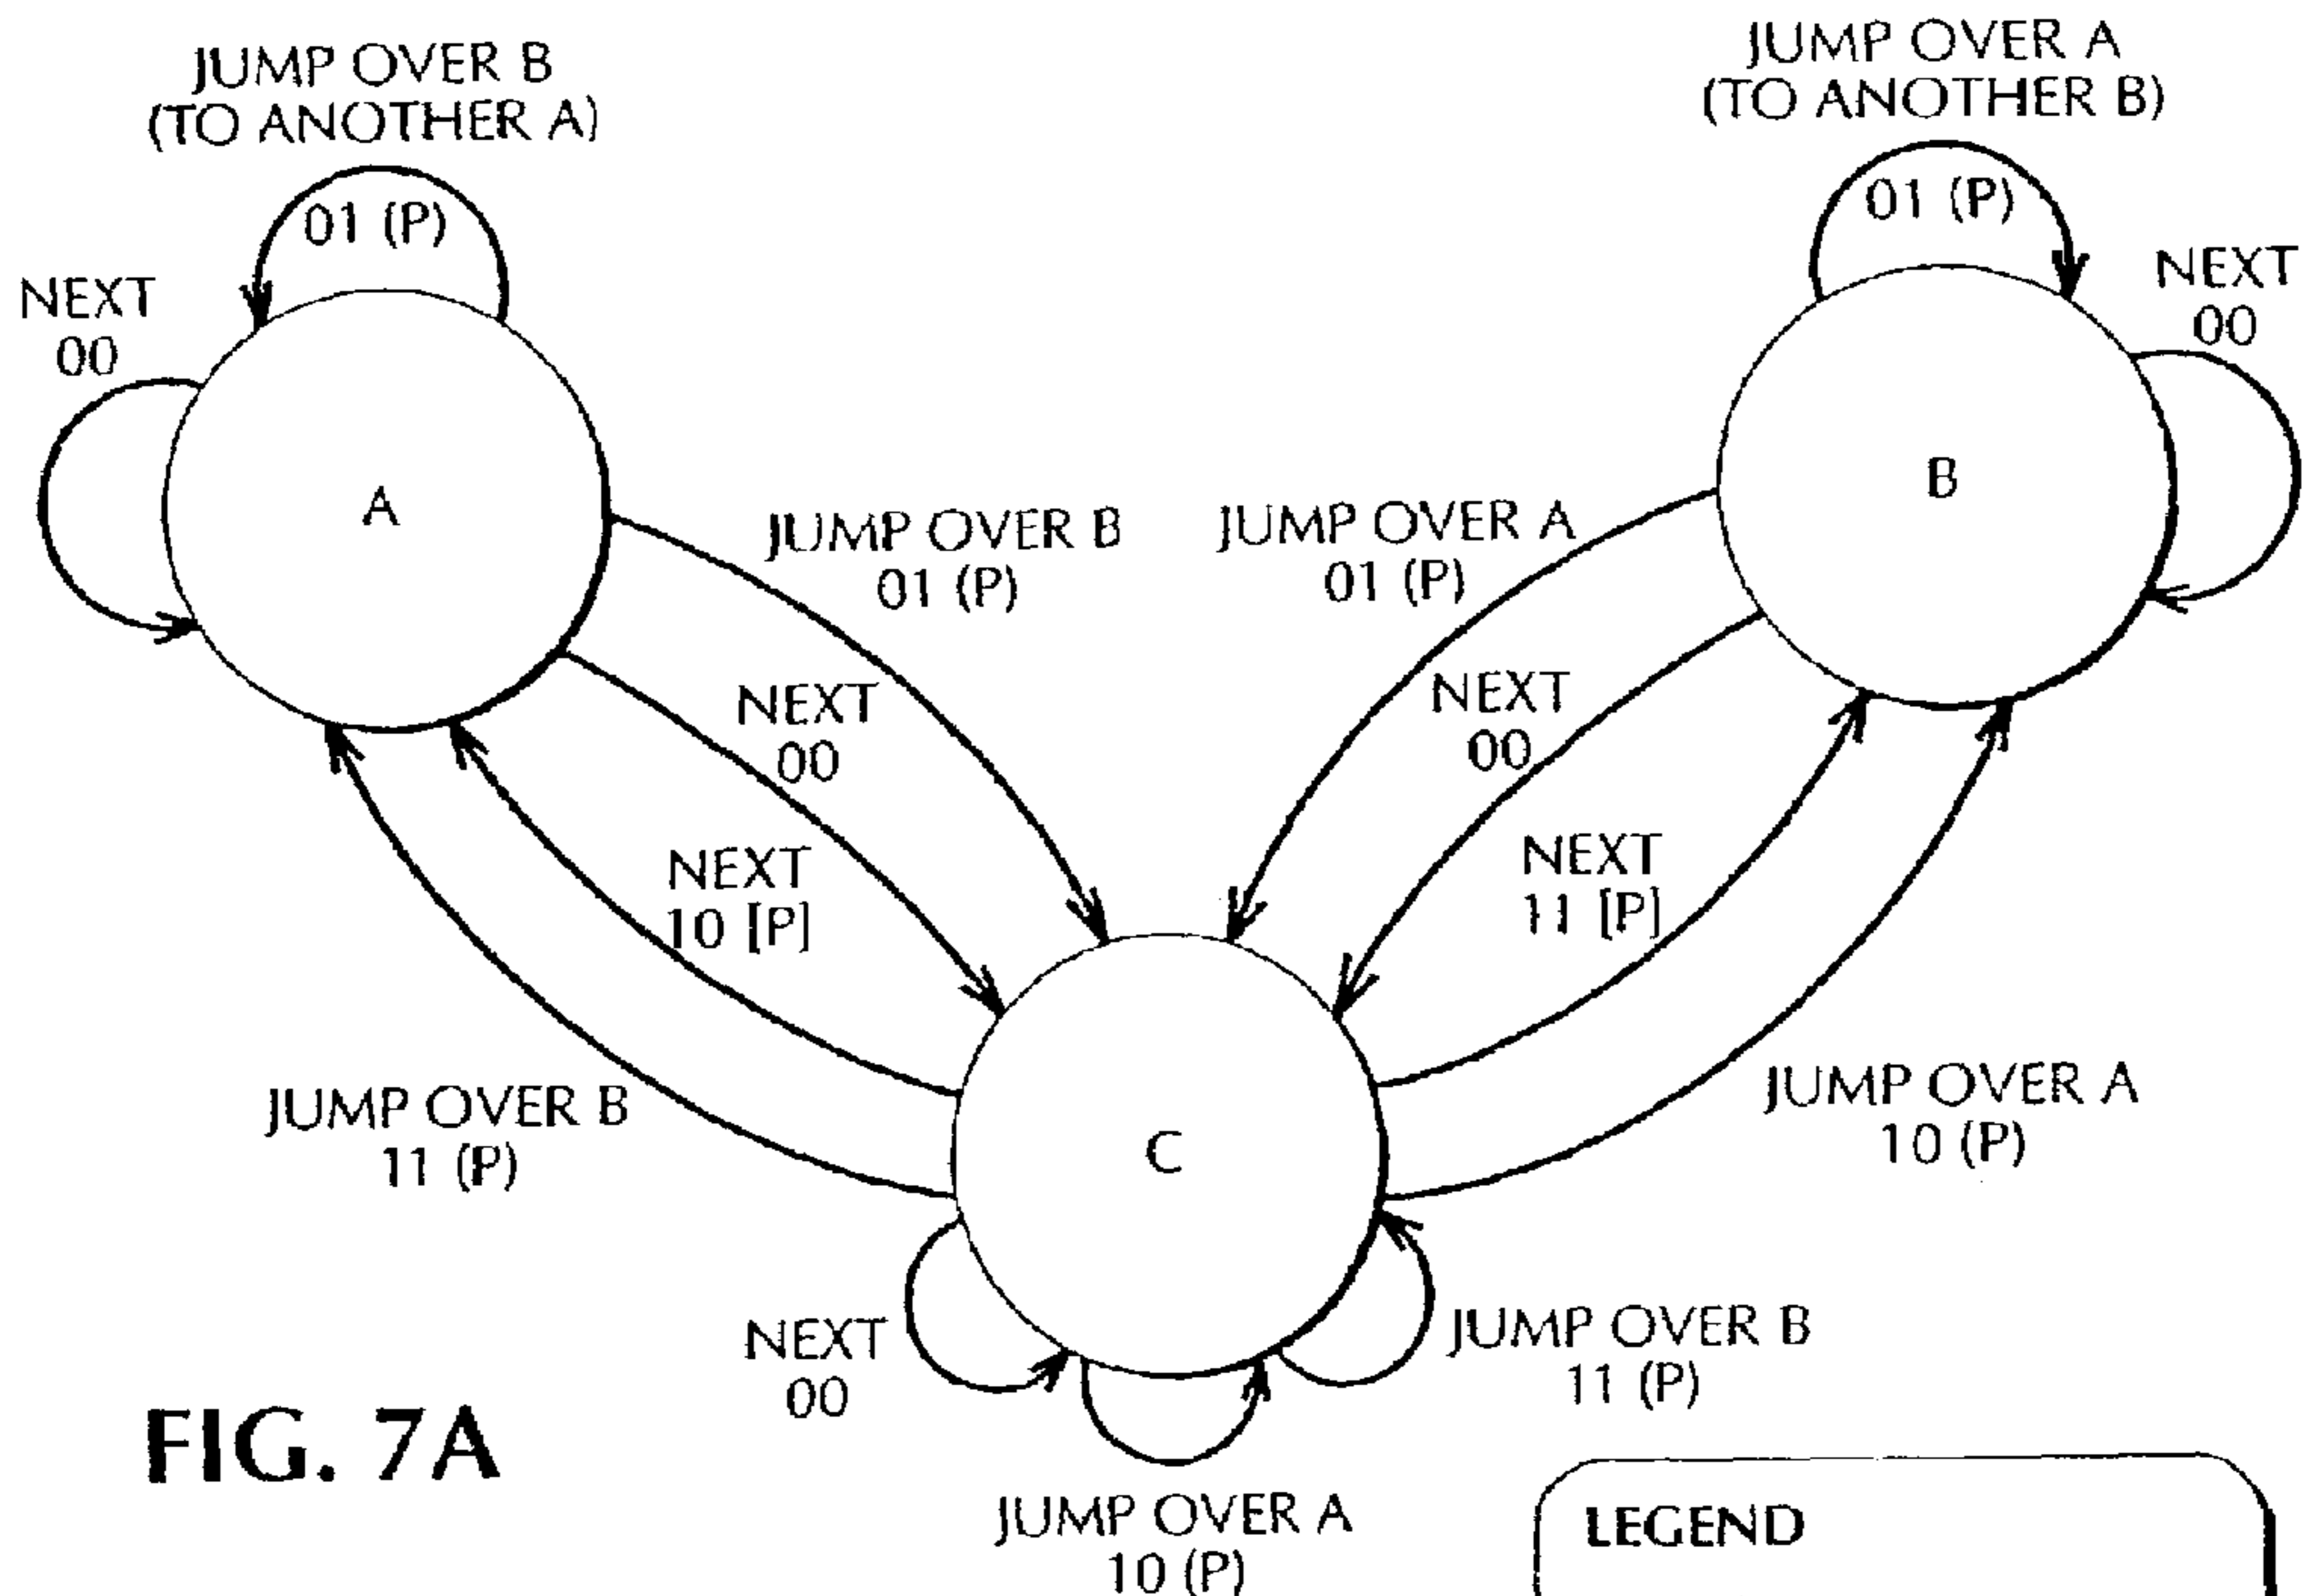 JUMP OVER B
(TO ANOTHER A)
01 (P)
NEXT
00
A
JUMP OVER A
(TO ANOTHER B)
01 (P)
NEXT
00
B
JUMP OVER B
01 (P)
JUMP OVER A
01 (P)
NEXT
00
NEXT
00
NEXT
10 [P]
NEXT
11 [P]
JUMP OVER B
11 (P)
C
JUMP OVER A
10 (P)
NEXT
00
JUMP OVER B
11 (P)
JUMP OVER A
10 (P)
FIG. 7A
LEGEND